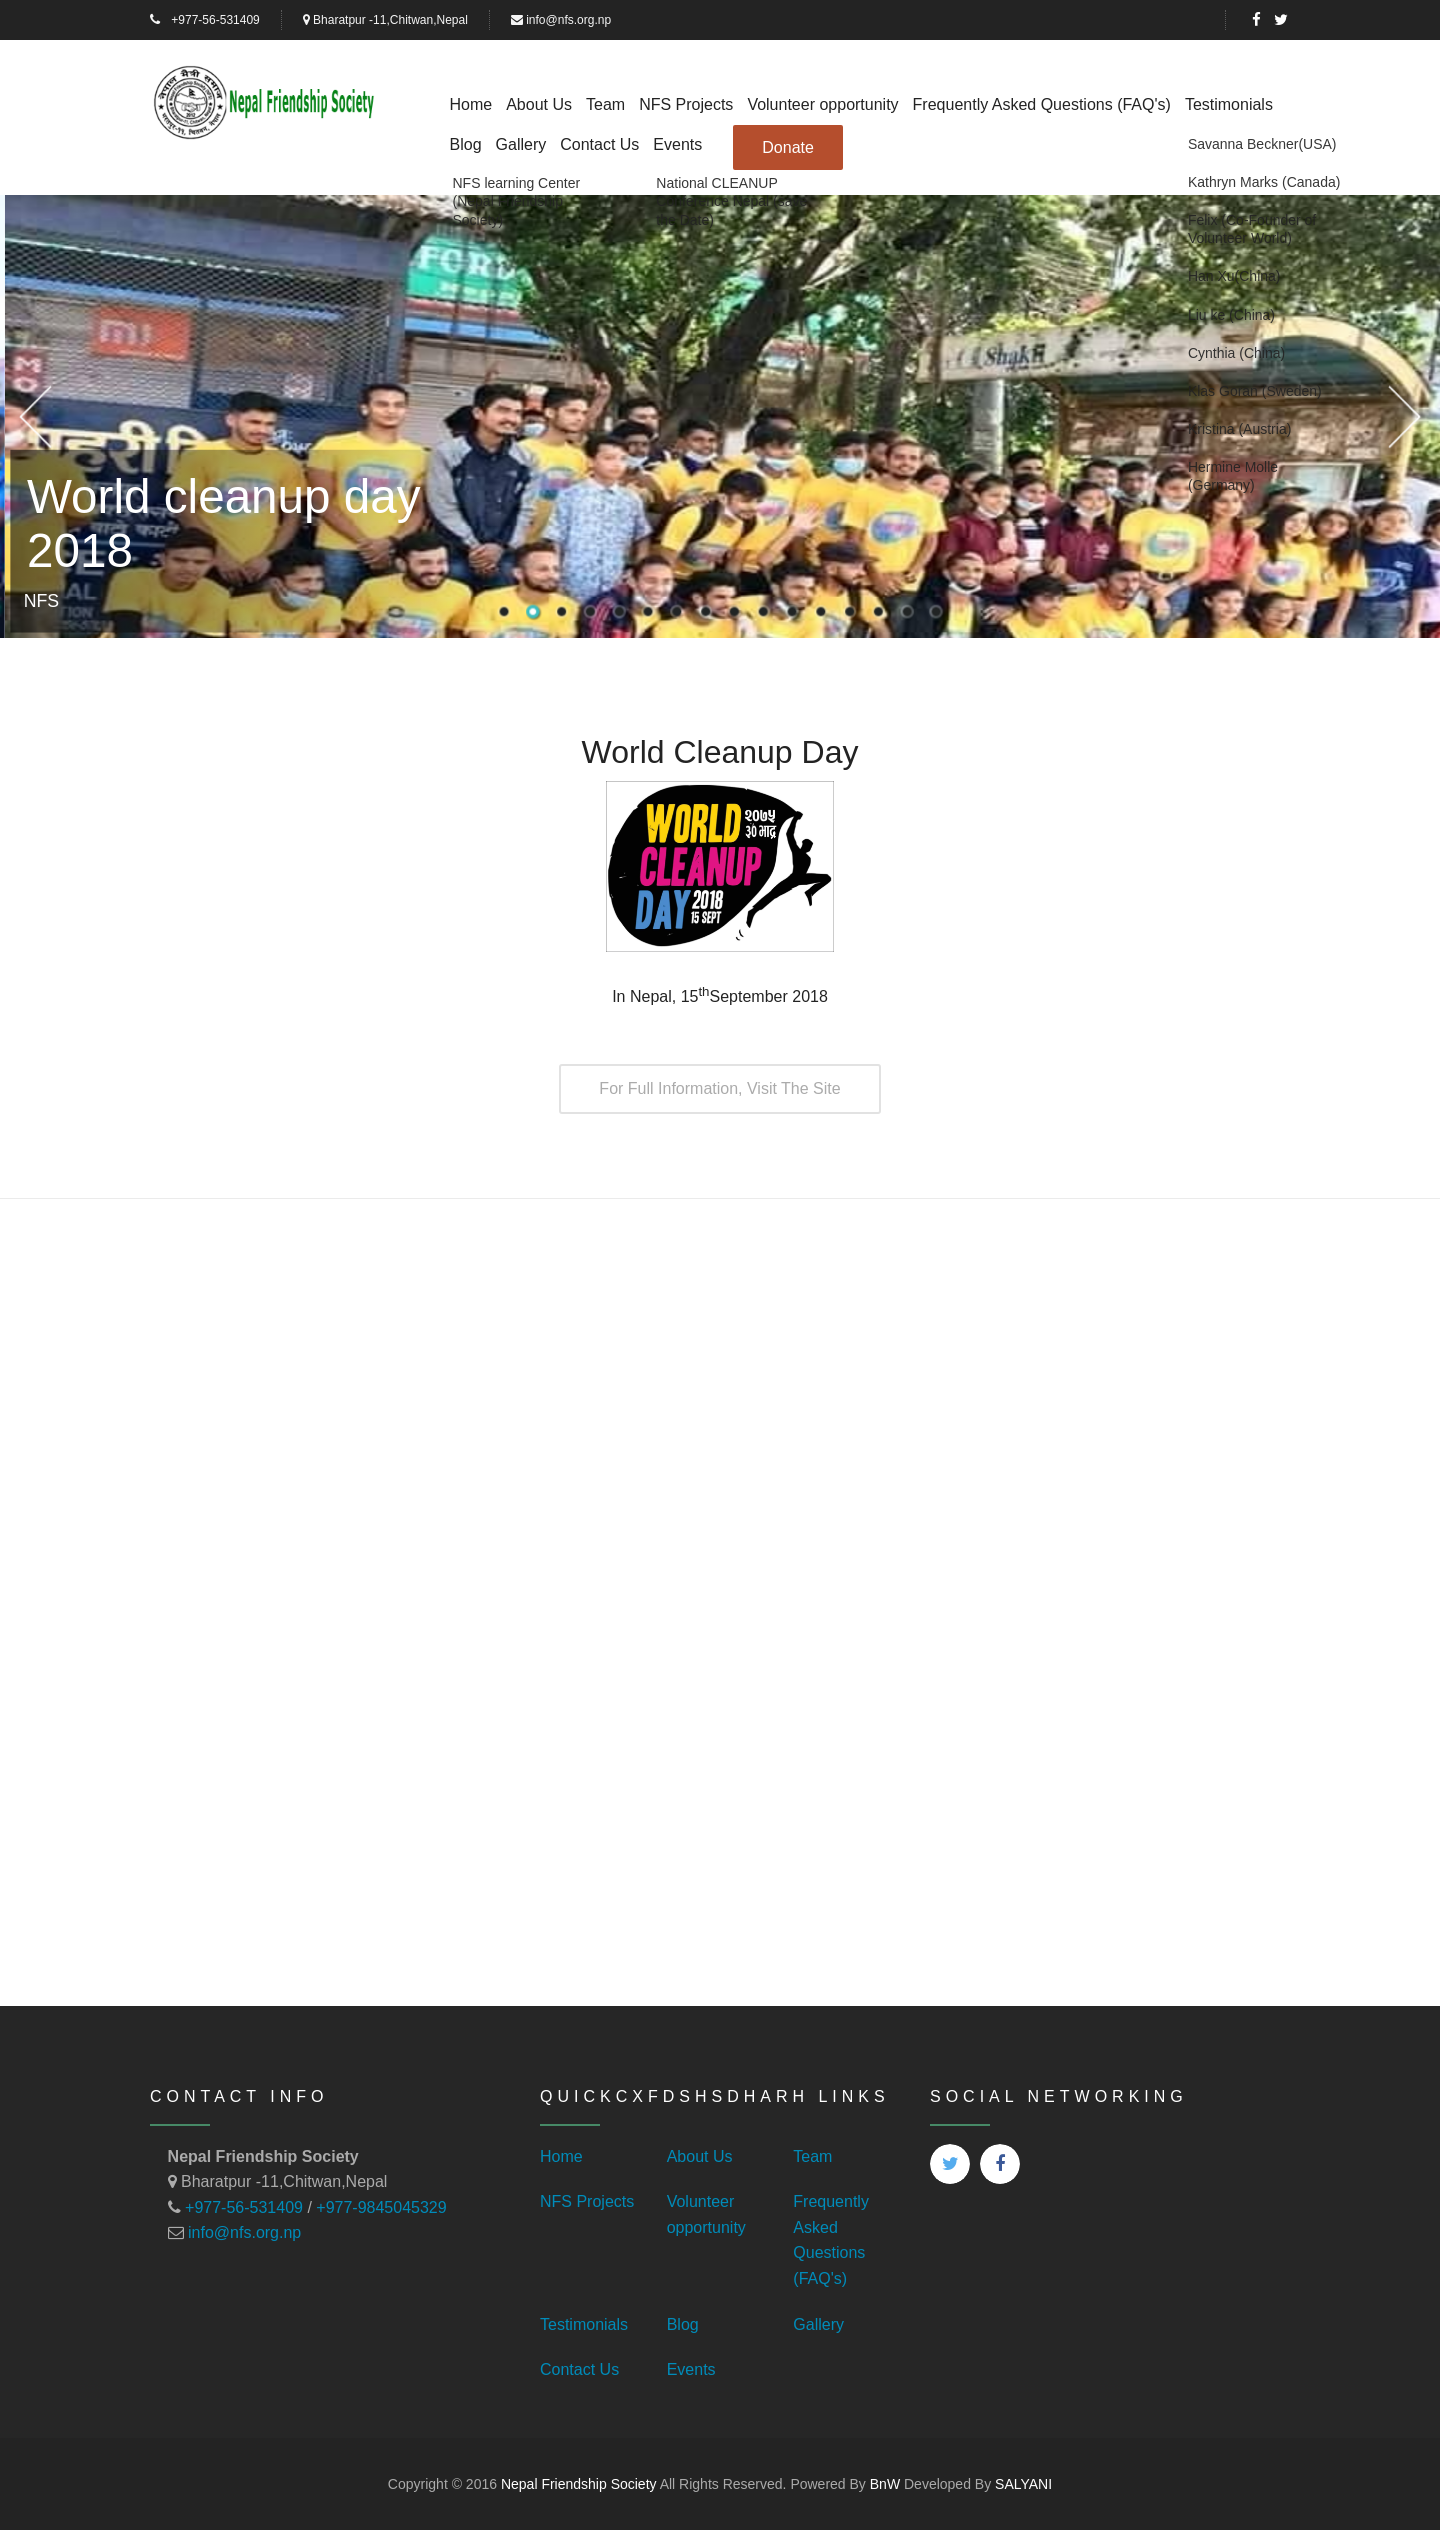 +977-56-531409 Bharatpur -11,Chitwan,Nepal info@nfs.org.np
Nepal Friendship Society
Home About Us Team NFS Projects Volunteer opportunity Frequently Asked Questions (FAQ's) Testimonials
Blog Gallery Contact Us Events Donate
Savanna Beckner(USA)
Kathryn Marks (Canada)
NFS learning Center
(Nepal Friendship
Society)
National CLEANUP
Felix (Co-Founder of
Volunteer World)
Han Xu(China)
Liu ke (China)
Cynthia (China)
Klas Goran (Sweden)
Kristina (Austria)
Hermine Molle
(Germany)
World cleanup day
2018
NFS
World Cleanup Day
WORLD २०७५
३० भाद्र
CLEANUP
DAY 2018
15 SEPT
In Nepal, 15thSeptember 2018
For Full Information, Visit The Site
CONTACT INFO
Nepal Friendship Society
Bharatpur -11,Chitwan,Nepal
+977-56-531409 / +977-9845045329
info@nfs.org.np
QUICKCXFDSHSDHARH LINKS
Home About Us Team
NFS Projects Volunteer opportunity Frequently Asked Questions (FAQ's)
Testimonials Blog Gallery
Contact Us Events
SOCIAL NETWORKING
Copyright © 2016 Nepal Friendship Society All Rights Reserved. Powered By BnW Developed By SALYANI